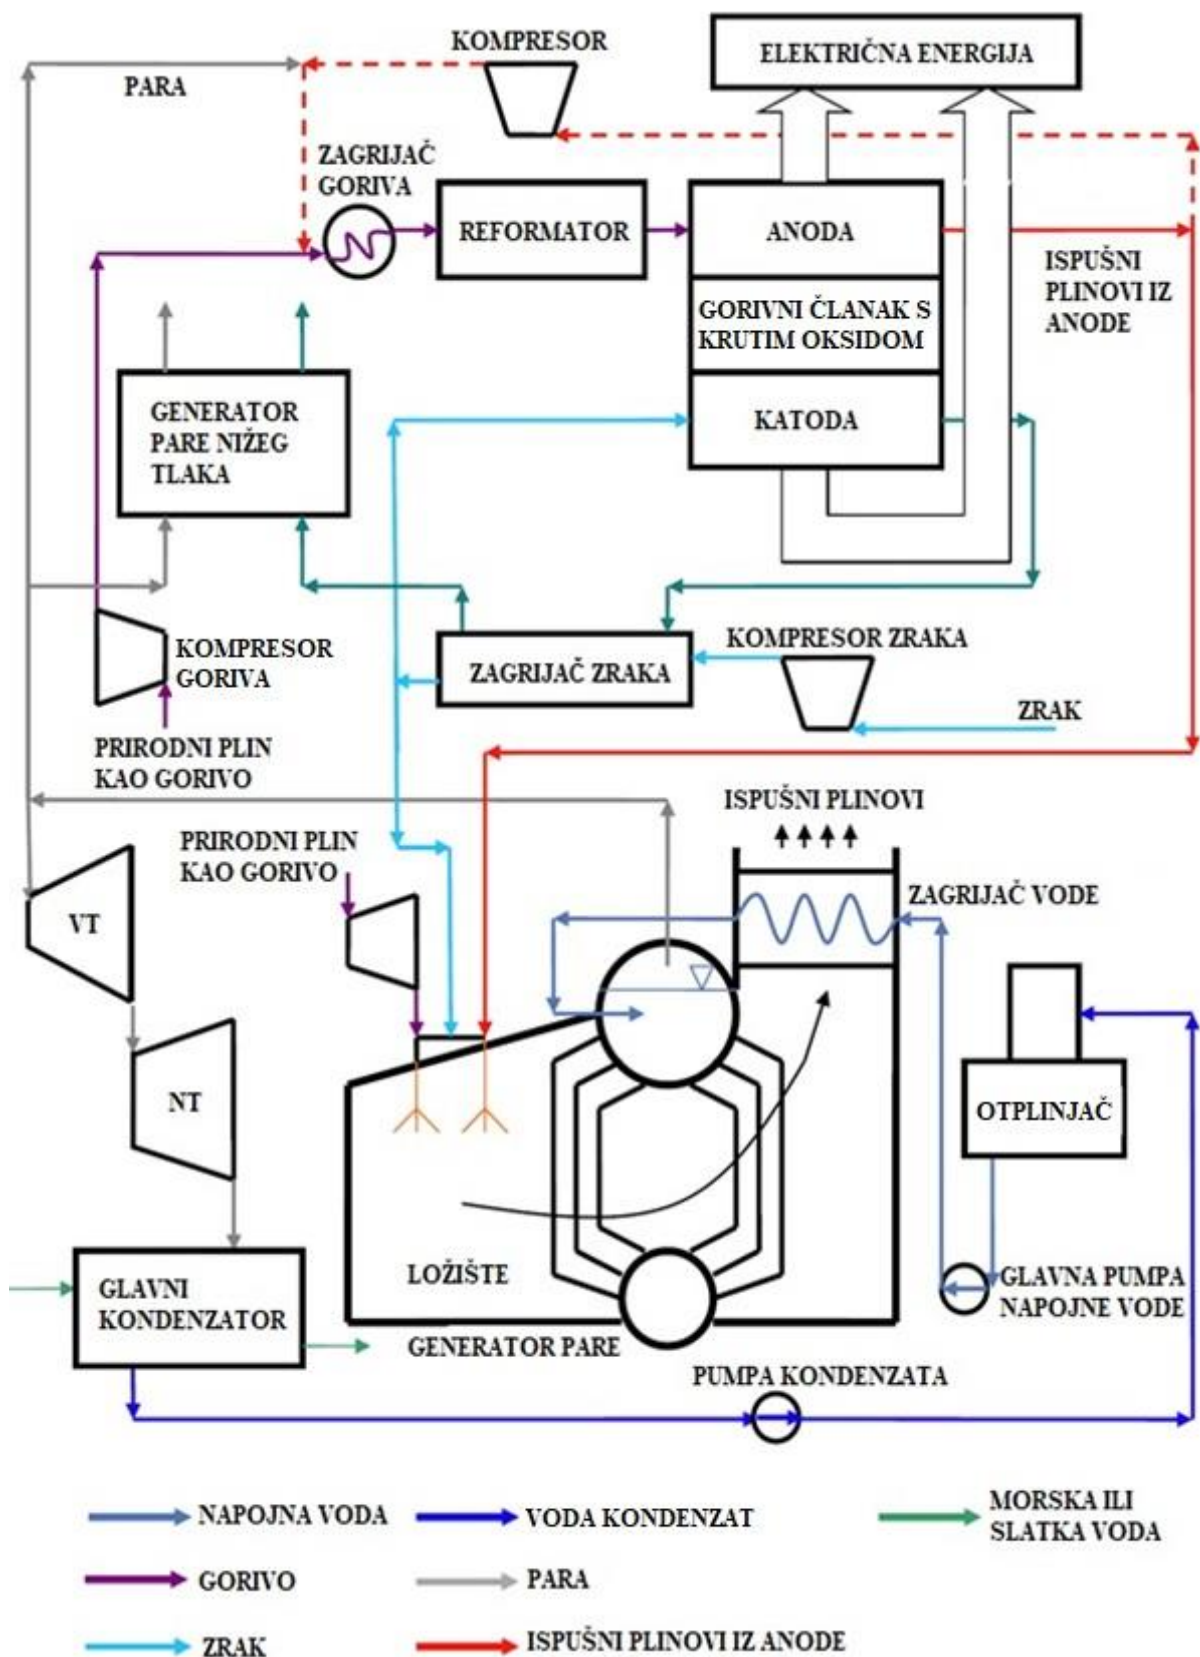 KOMPRESOR
ELEKTRIČNA ENERGIJA
PARA
ZAGRIJAČ
GORIVA
REFORMATOR
ANODA
ISPUŠNI
PLINOVI IZ
ANODE
GORIVNI ČLANAK S
KRUTIM OKSIDOM
GENERATOR
PARE NIŽEG
TLAKA
KATODA
KOMPRESOR
GORIVA
KOMPRESOR ZRAKA
ZAGRIJAČ ZRAKA
ZRAK
PRIRODNI PLIN
KAO GORIVO
ISPUŠNI PLINOVI
PRIRODNI PLIN
KAO GORIVO
ZAGRIJAČ VODE
VT
NT
OTPLINJAČ
LOŽIŠTE
GLAVNI
KONDENZATOR
GLAVNA PUMPA
NAPOJNE VODE
GENERATOR PARE
PUMPA KONDENZATA
NAPOJNA VODA
VODA KONDENZAT
MORSKA ILI
SLATKA VODA
GORIVO
PARA
ZRAK
ISPUŠNI PLINOVI IZ ANODE